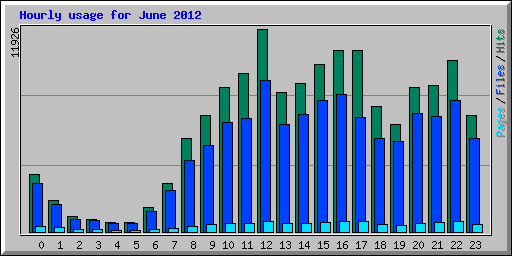 Hourly usage for June 2012
11926
Pages/Files/Hits
0 1 2 3 4 5 6 7 8 9 10 11 12 13 14 15 16 17 18 19 20 21 22 23